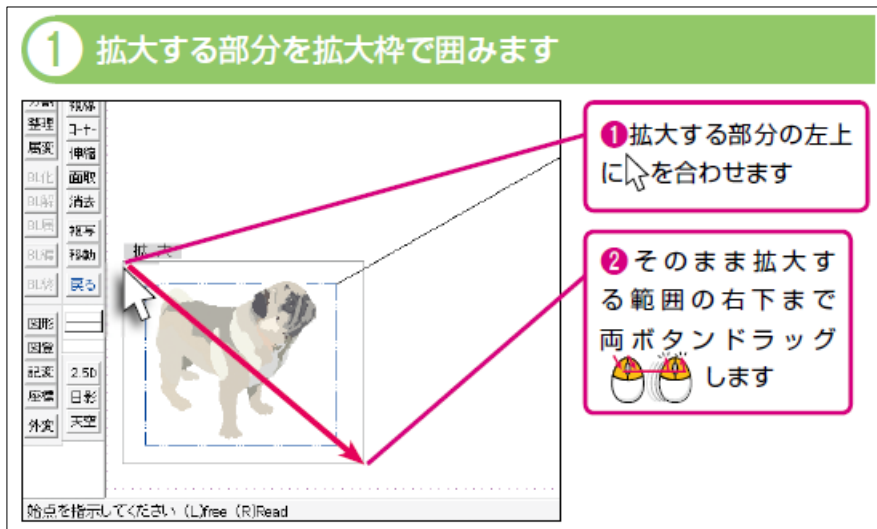 1 拡大する部分を拡大枠で囲みます
整理 コーナー
属変 伸縮
BL化 面取
BL解 消去
BL属 複写
BL編 移動
BL終 戻る
拡 大
図形
図登
記変 2.5D
座標 日影
外変 天空
始点を指示してください (L)free (R)Read
❶拡大する部分の左上
に を合わせます
❷そのまま拡大す
る範囲の右下まで
両ボタンドラッグ
します